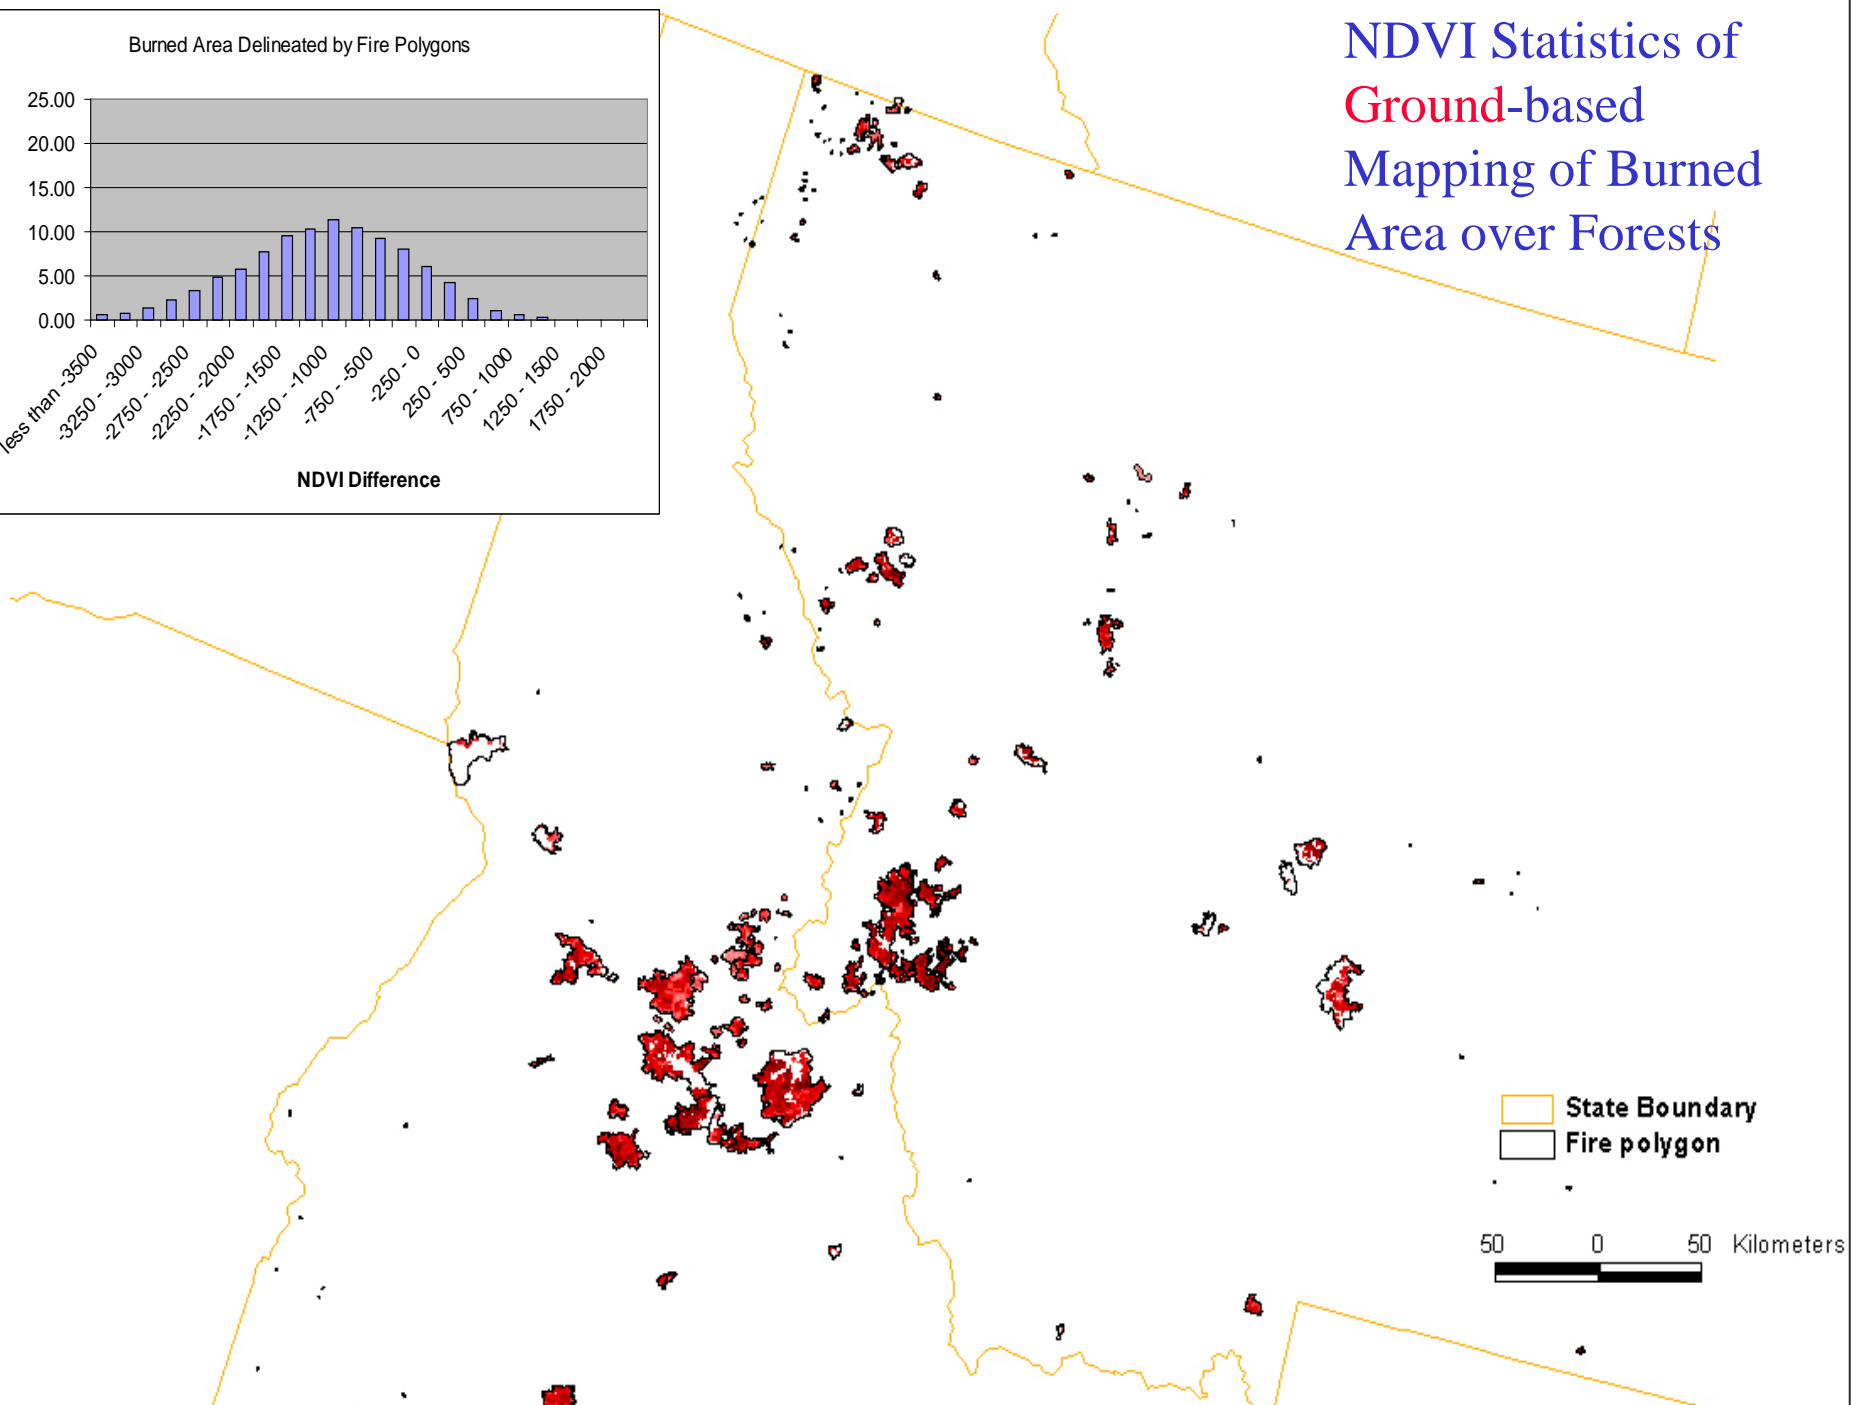 Burned Area Delineated by Fire Polygons
25.00
20.00
15.00
10.00
5.00
0.00
less than -3500
-3250 - -3000
-2750 - -2500
-2250 - -2000
-1750 - -1500
-1250 - -1000
-750 - -500
-250 - 0
250 - 500
750 - 1000
1250 - 1500
1750 - 2000
NDVI Difference
NDVI Statistics of
Ground-based
Mapping of Burned
Area over Forests
State Boundary
Fire polygon
50 0 50 Kilometers